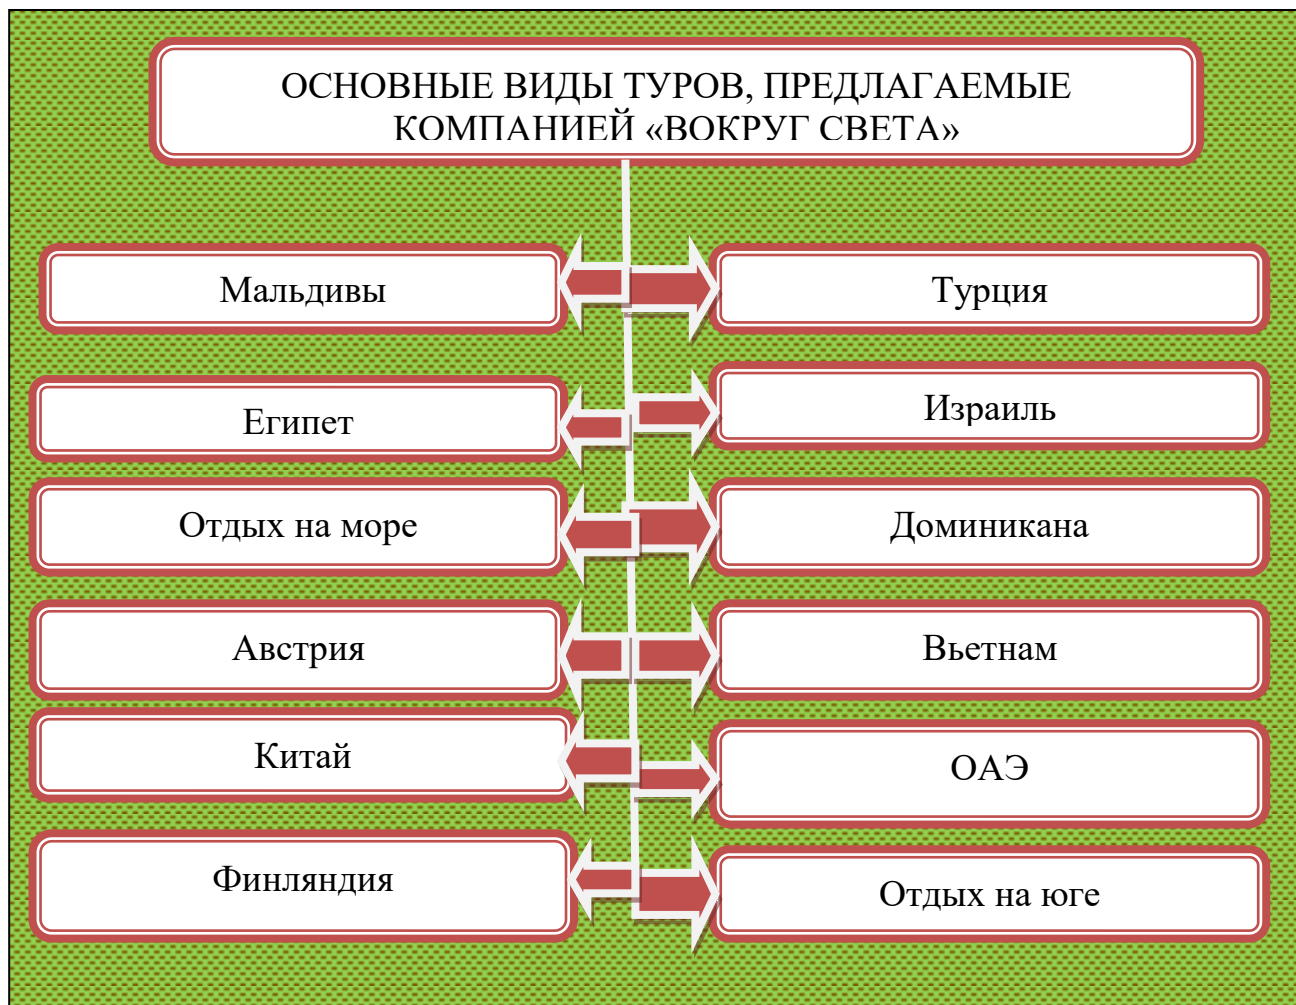 ОСНОВНЫЕ ВИДЫ ТУРОВ, ПРЕДЛАГАЕМЫЕ
КОМПАНИЕЙ «ВОКРУГ СВЕТА»
Мальдивы
Турция
Египет
Израиль
Отдых на море
Доминикана
Австрия
Вьетнам
Китай
ОАЭ
Финляндия
Отдых на юге